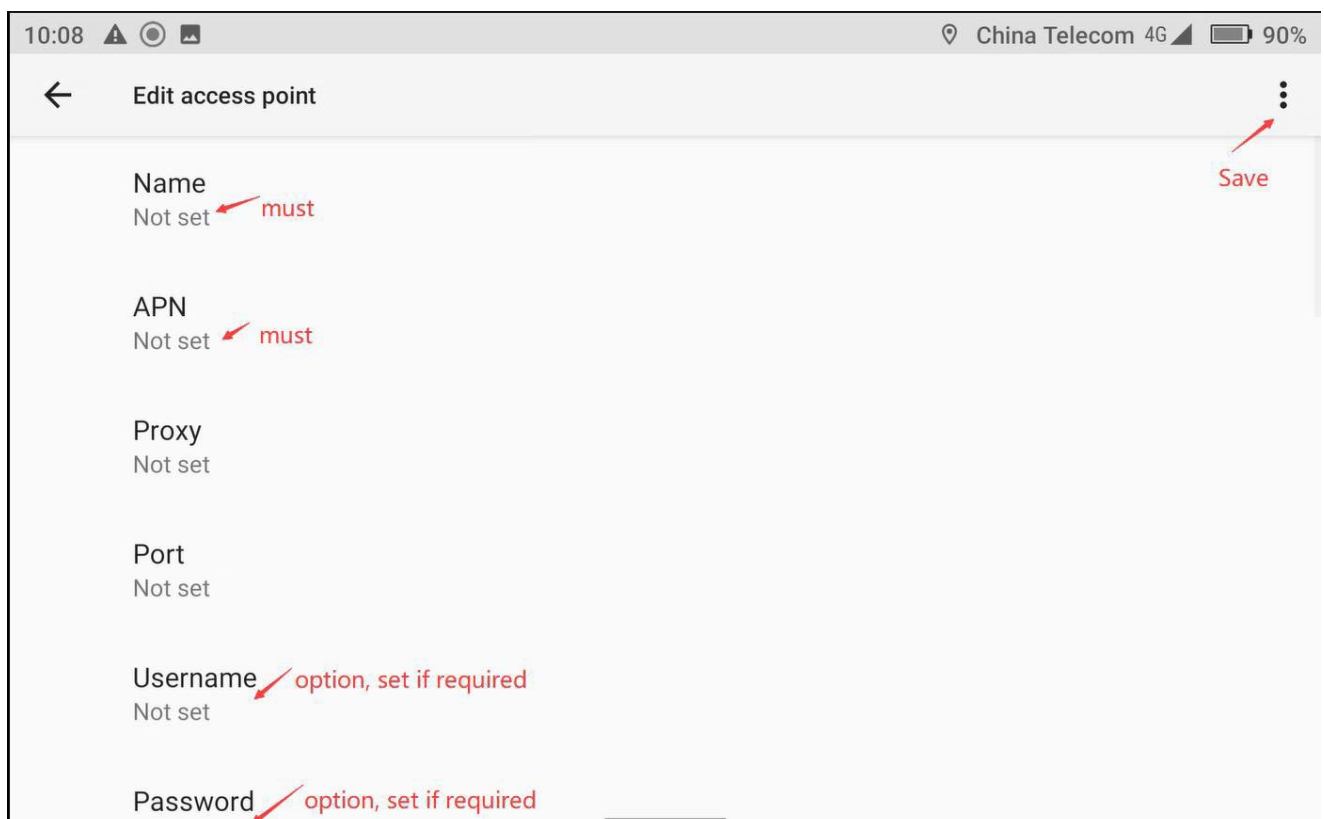 10:08 China Telecom 4G 90%
Edit access point
Save
Name
Not set must
APN
Not set must
Proxy
Not set
Port
Not set
Username option, set if required
Not set
Password option, set if required